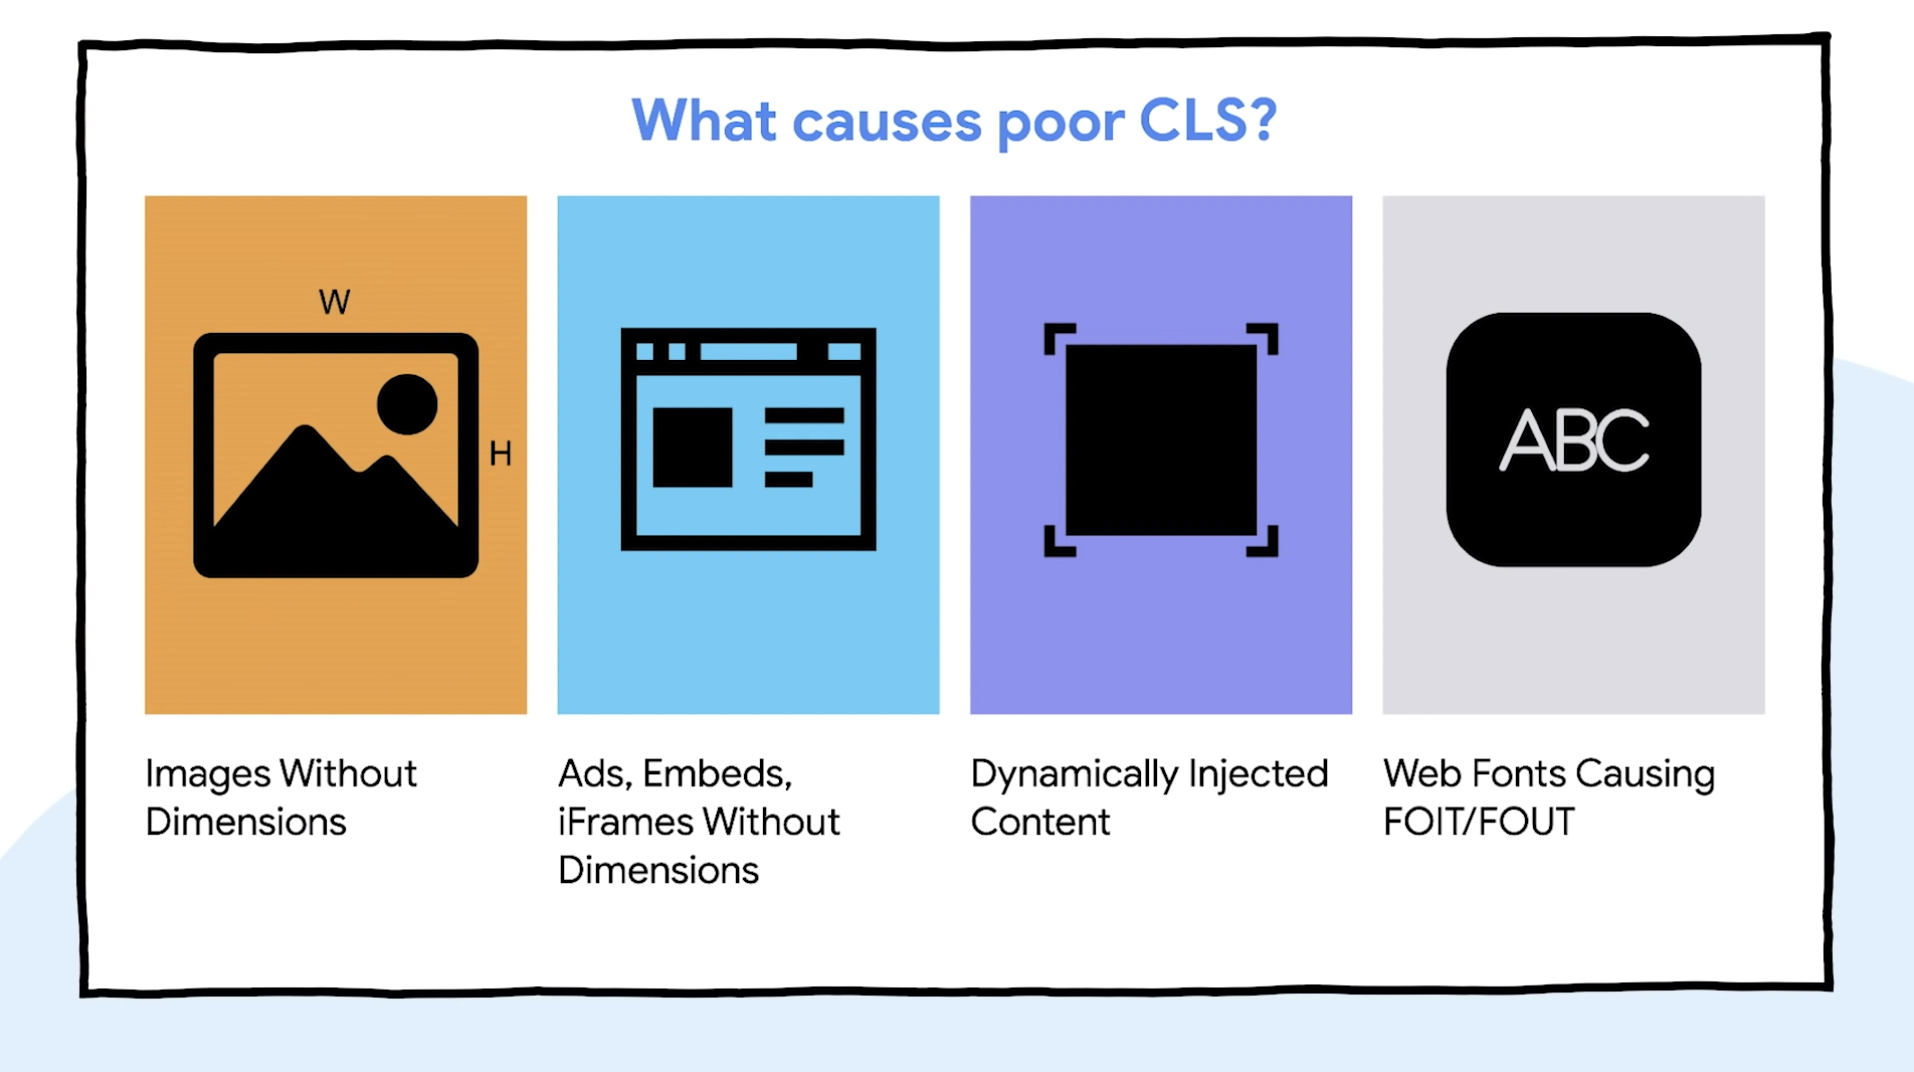 What causes poor CLS?
W
H
ABC
Images Without
Dimensions
Ads, Embeds,
iFrames Without
Dimensions
Dynamically Injected
Content
Web Fonts Causing
FOIT/FOUT